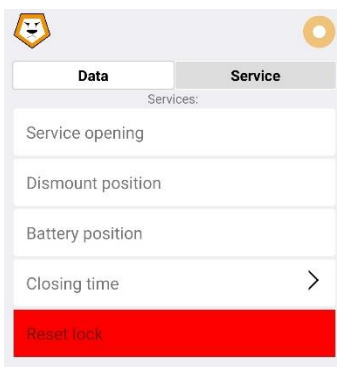 Data
Service
Services:
Service opening
Dismount position
Battery position
Closing time
Reset lock